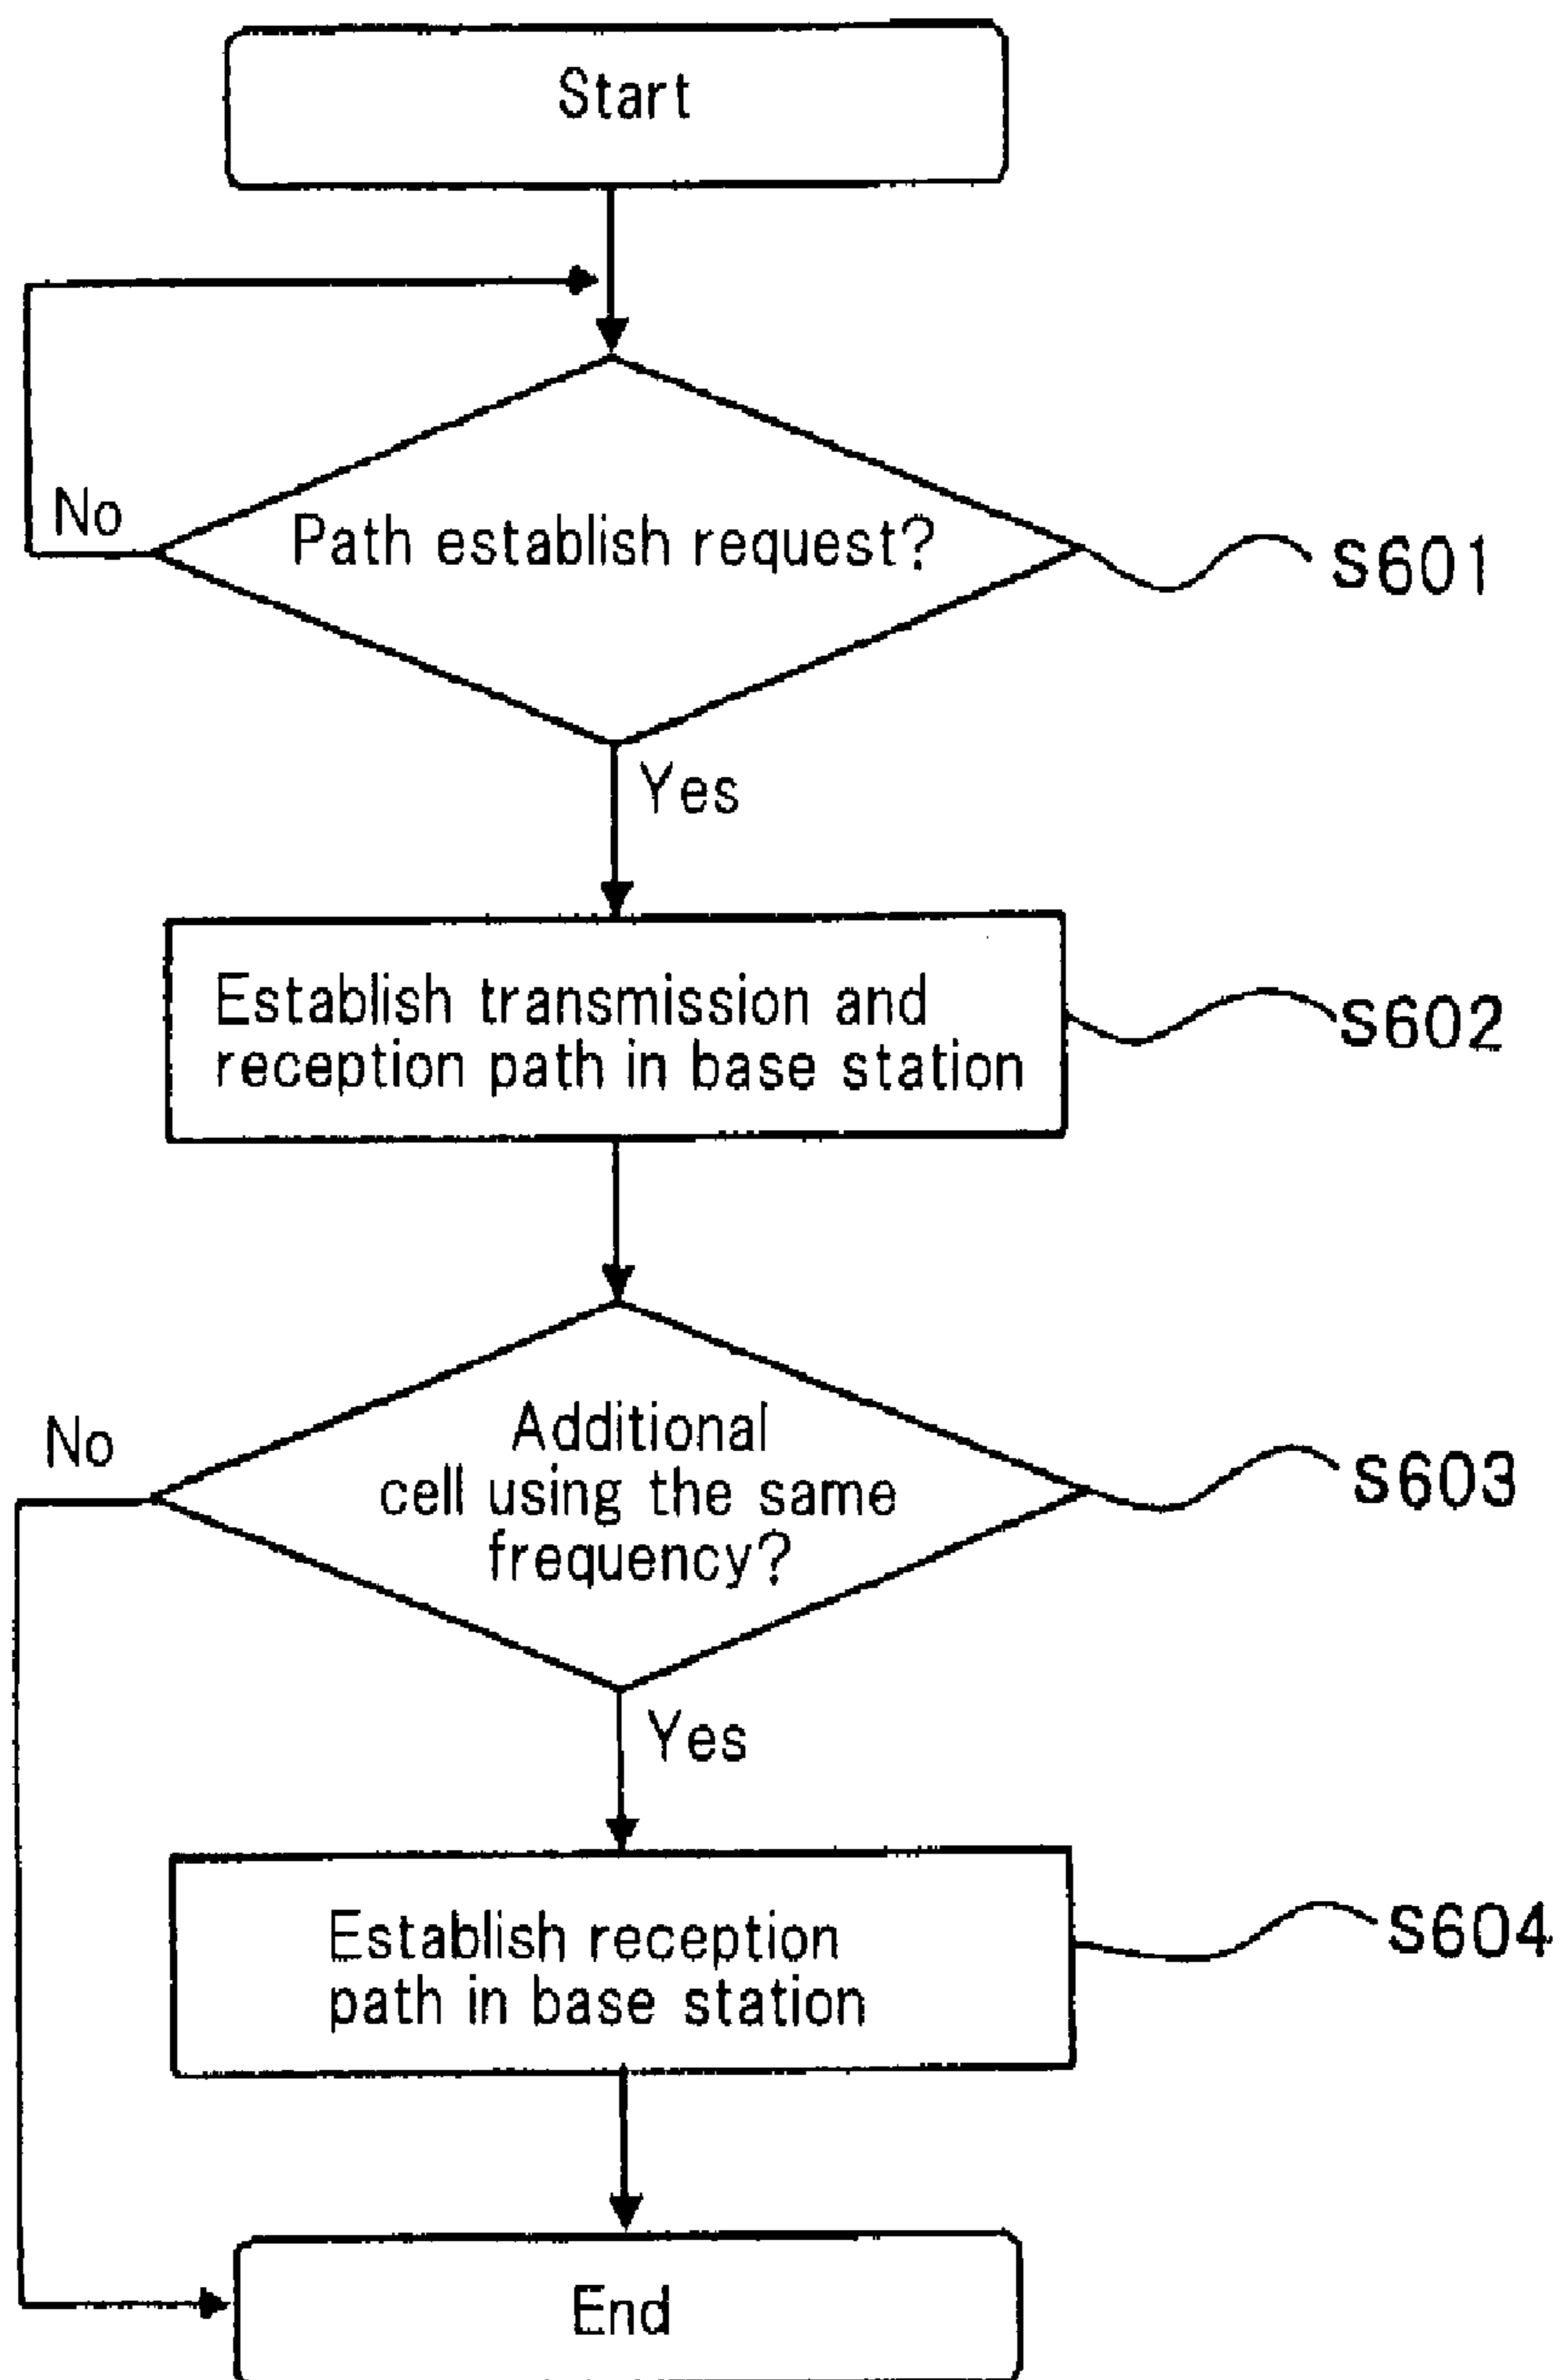 Start
No
Path establish request?
S601
Yes
Establish transmission and
reception path in base station
S602
No
Additional
cell using the same
frequency?
S603
Yes
Establish reception
path in base station
S604
End